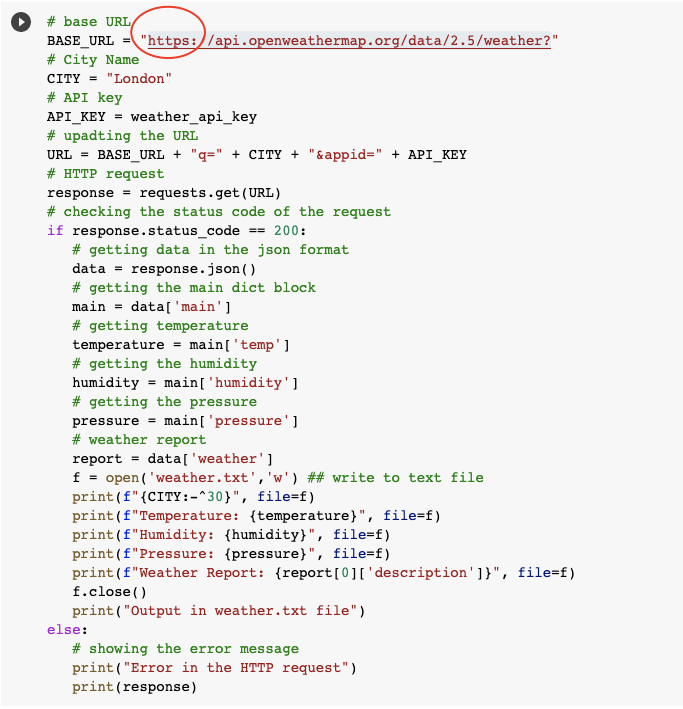 # base URL
BASE_URL = "https://api.openweathermap.org/data/2.5/weather?"
# City Name
CITY = "London"
# API key
API_KEY = weather_api_key
# upadting the URL
URL = BASE_URL + "q=" + CITY + "&appid=" + API_KEY
# HTTP request
response = requests.get(URL)
# checking the status code of the request
if response.status_code == 200:
   # getting data in the json format
   data = response.json()
   # getting the main dict block
   main = data['main']
   # getting temperature
   temperature = main['temp']
   # getting the humidity
   humidity = main['humidity']
   # getting the pressure
   pressure = main['pressure']
   # weather report
   report = data['weather']
   f = open('weather.txt','w') ## write to text file
   print(f"{CITY:-^30}", file=f)
   print(f"Temperature: {temperature}", file=f)
   print(f"Humidity: {humidity}", file=f)
   print(f"Pressure: {pressure}", file=f)
   print(f"Weather Report: {report[0]['description']}", file=f)
   f.close()
   print("Output in weather.txt file")
else:
   # showing the error message
   print("Error in the HTTP request")
   print(response)